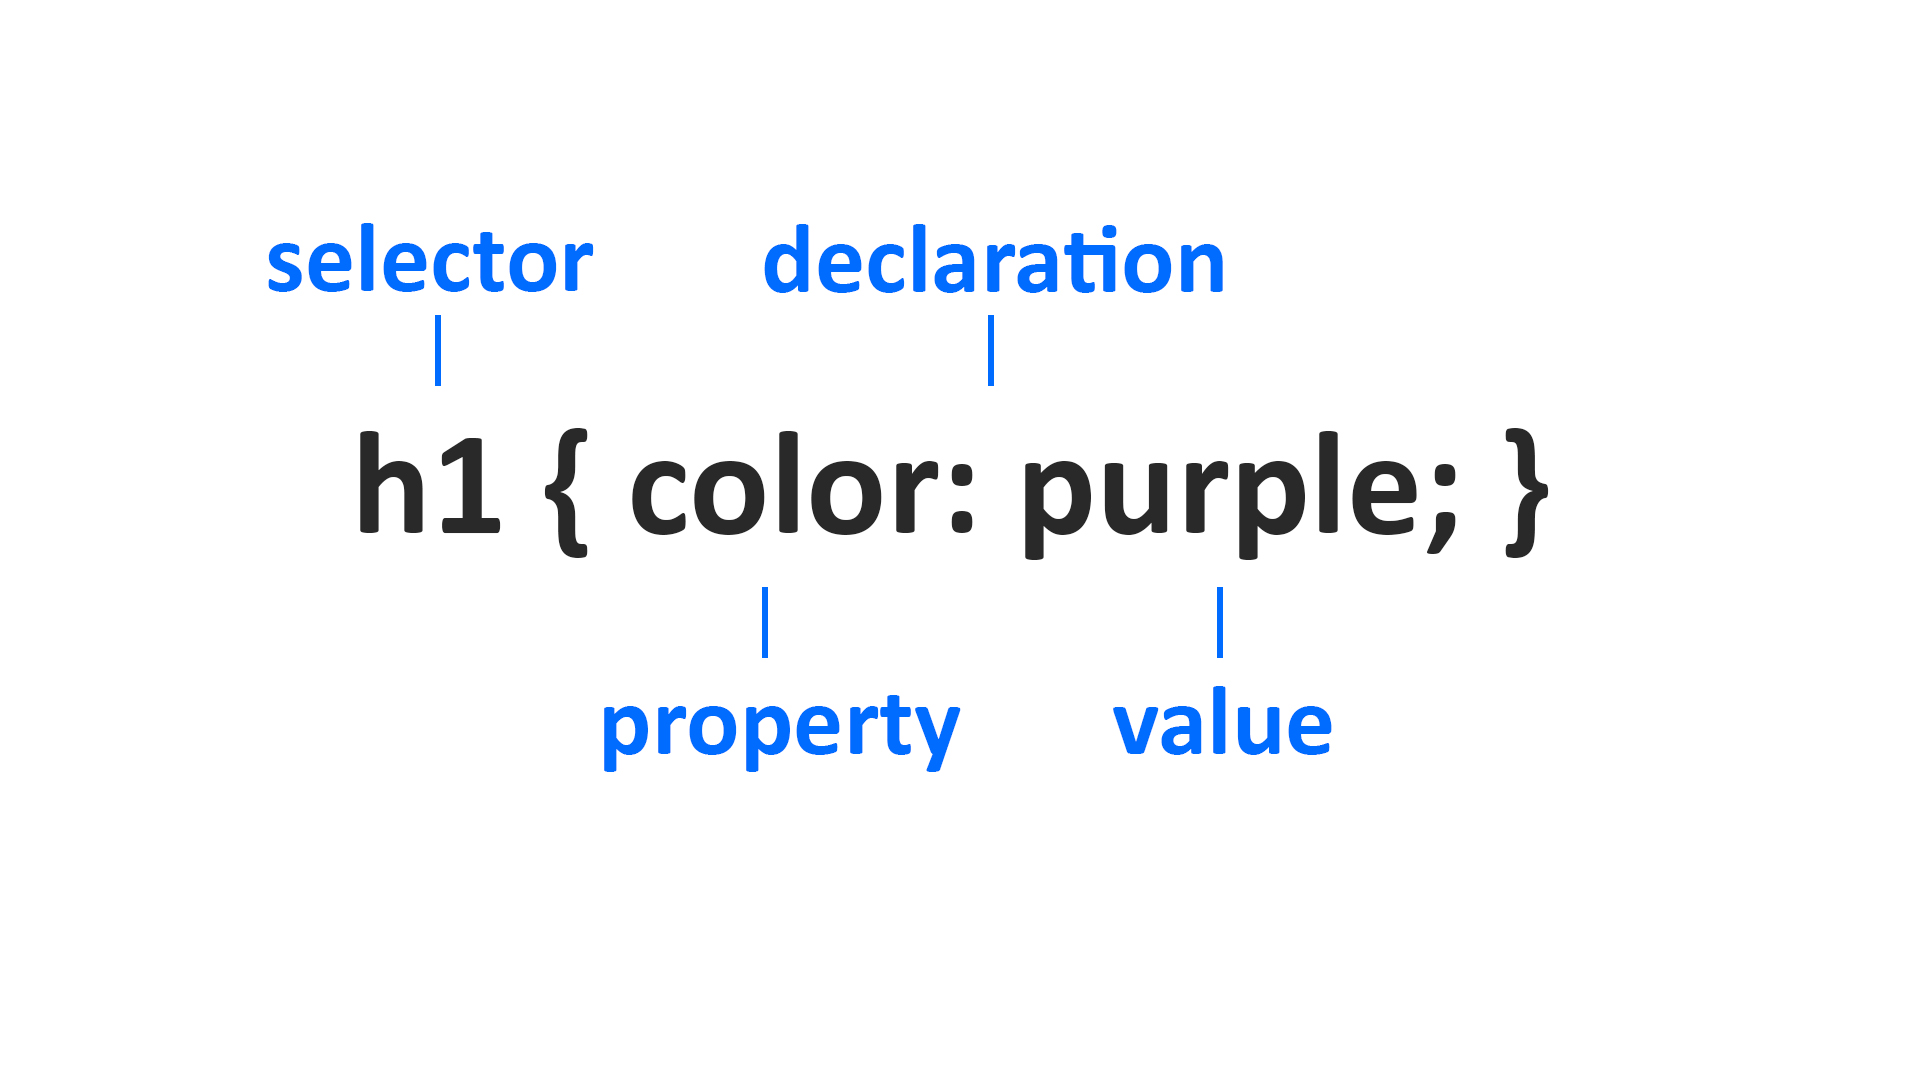 selector declaration
h1 { color: purple; }
property value